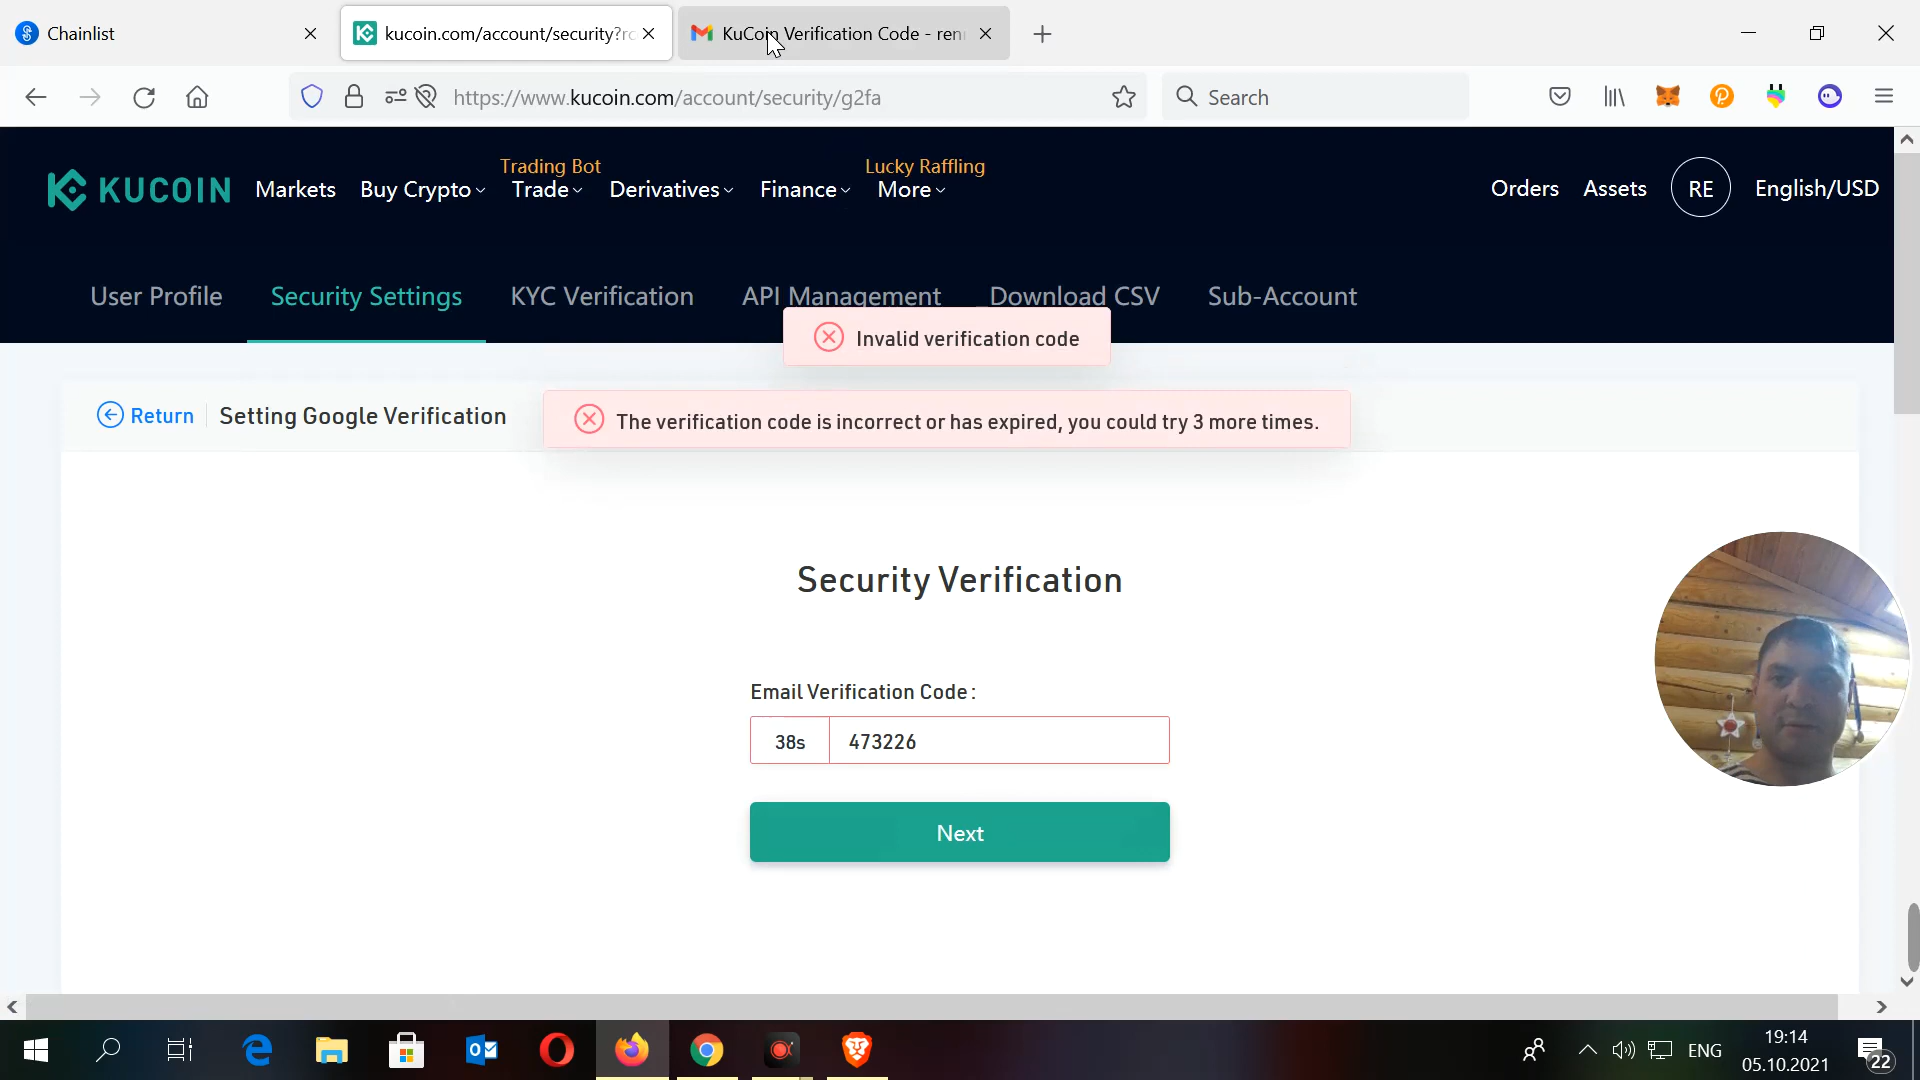 Chainlist
kucoin.com/account/security?rc
KuCoin Verification Code - ren
https://www.kucoin.com/account/security/g2fa
Search
KUCOIN
Markets
Buy Crypto
Trading Bot
Trade
Derivatives
Finance
Lucky Raffling
More
Orders
Assets
RE
English/USD
User Profile
Security Settings
KYC Verification
API Management
Download CSV
Sub-Account
Invalid verification code
Return
Setting Google Verification
The verification code is incorrect or has expired, you could try 3 more times.
Security Verification
Email Verification Code :
38s
473226
Next
ENG
19:14
05.10.2021
22